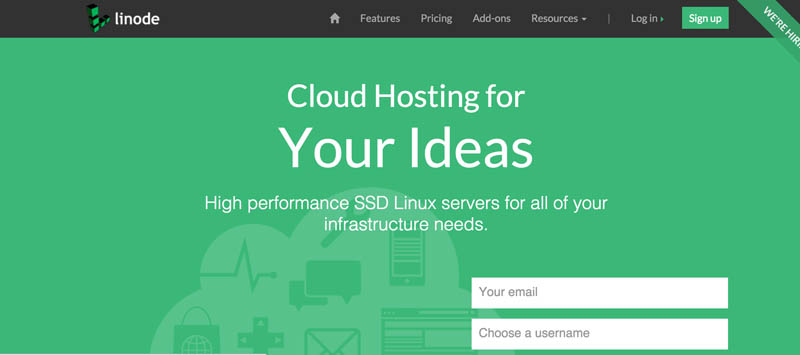 linode
Features Pricing Add-ons Resources | Log in Sign up
WE'RE HIRI
Cloud Hosting for
Your Ideas
High performance SSD Linux servers for all of your
infrastructure needs.
Your email
Choose a username